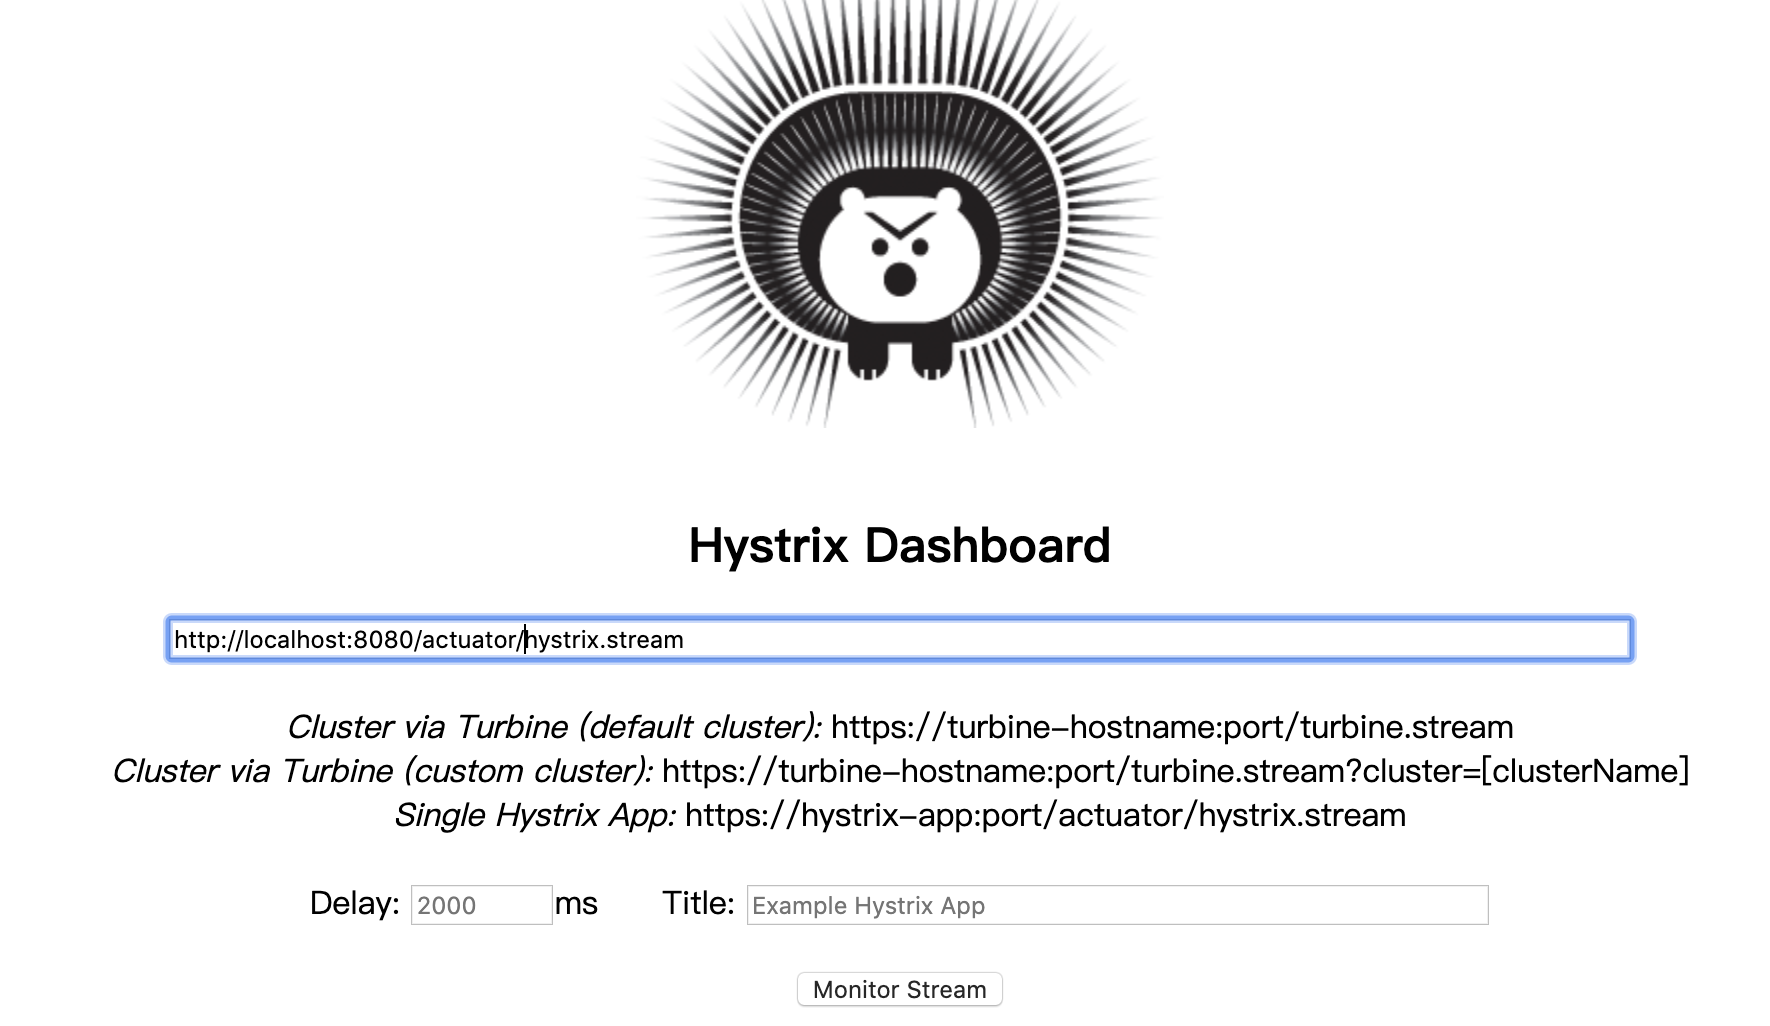 Hystrix Dashboard
http://localhost:8080/actuator/hystrix.stream
Cluster via Turbine (default cluster): https://turbine-hostname:port/turbine.stream
Cluster via Turbine (custom cluster): https://turbine-hostname:port/turbine.stream?cluster=[clusterName]
Single Hystrix App: https://hystrix-app:port/actuator/hystrix.stream
Delay: 2000 ms Title: Example Hystrix App
Monitor Stream